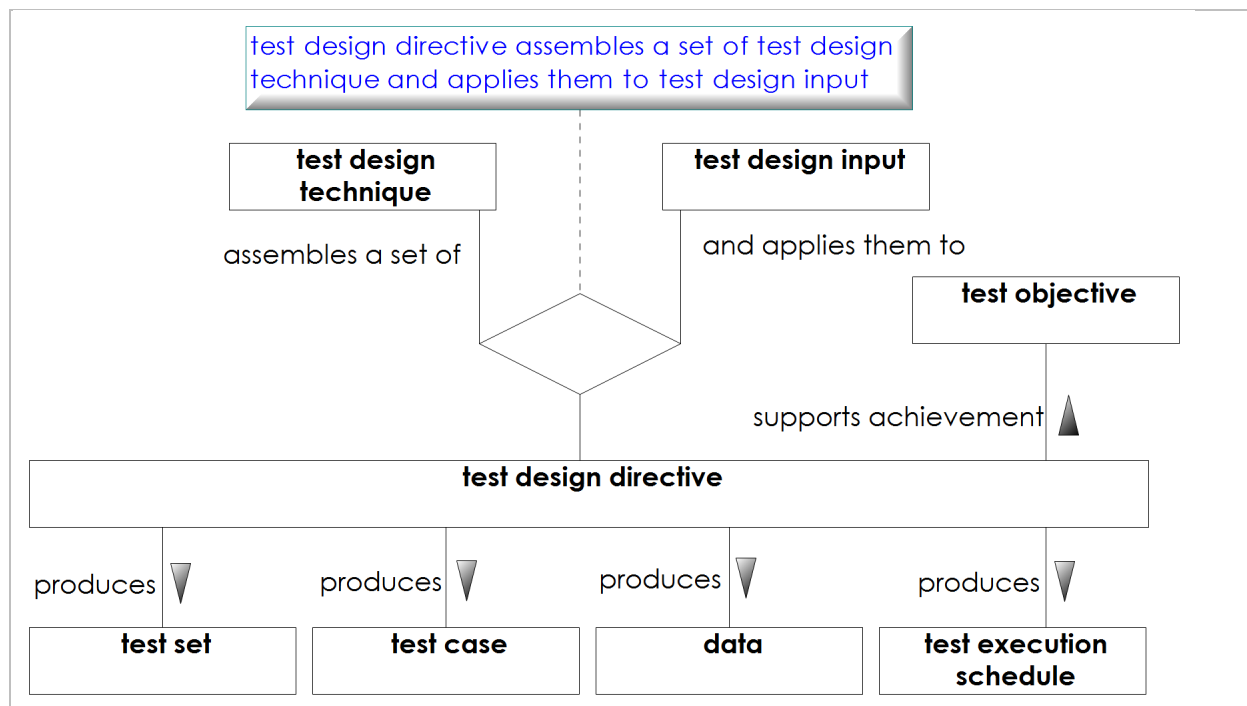 test design directive assembles a set of test design
technique and applies them to test design input
test design
technique
test design input
assembles a set of
and applies them to
test objective
supports achievement
test design directive
produces
produces
produces
produces
test set
test case
data
test execution
schedule